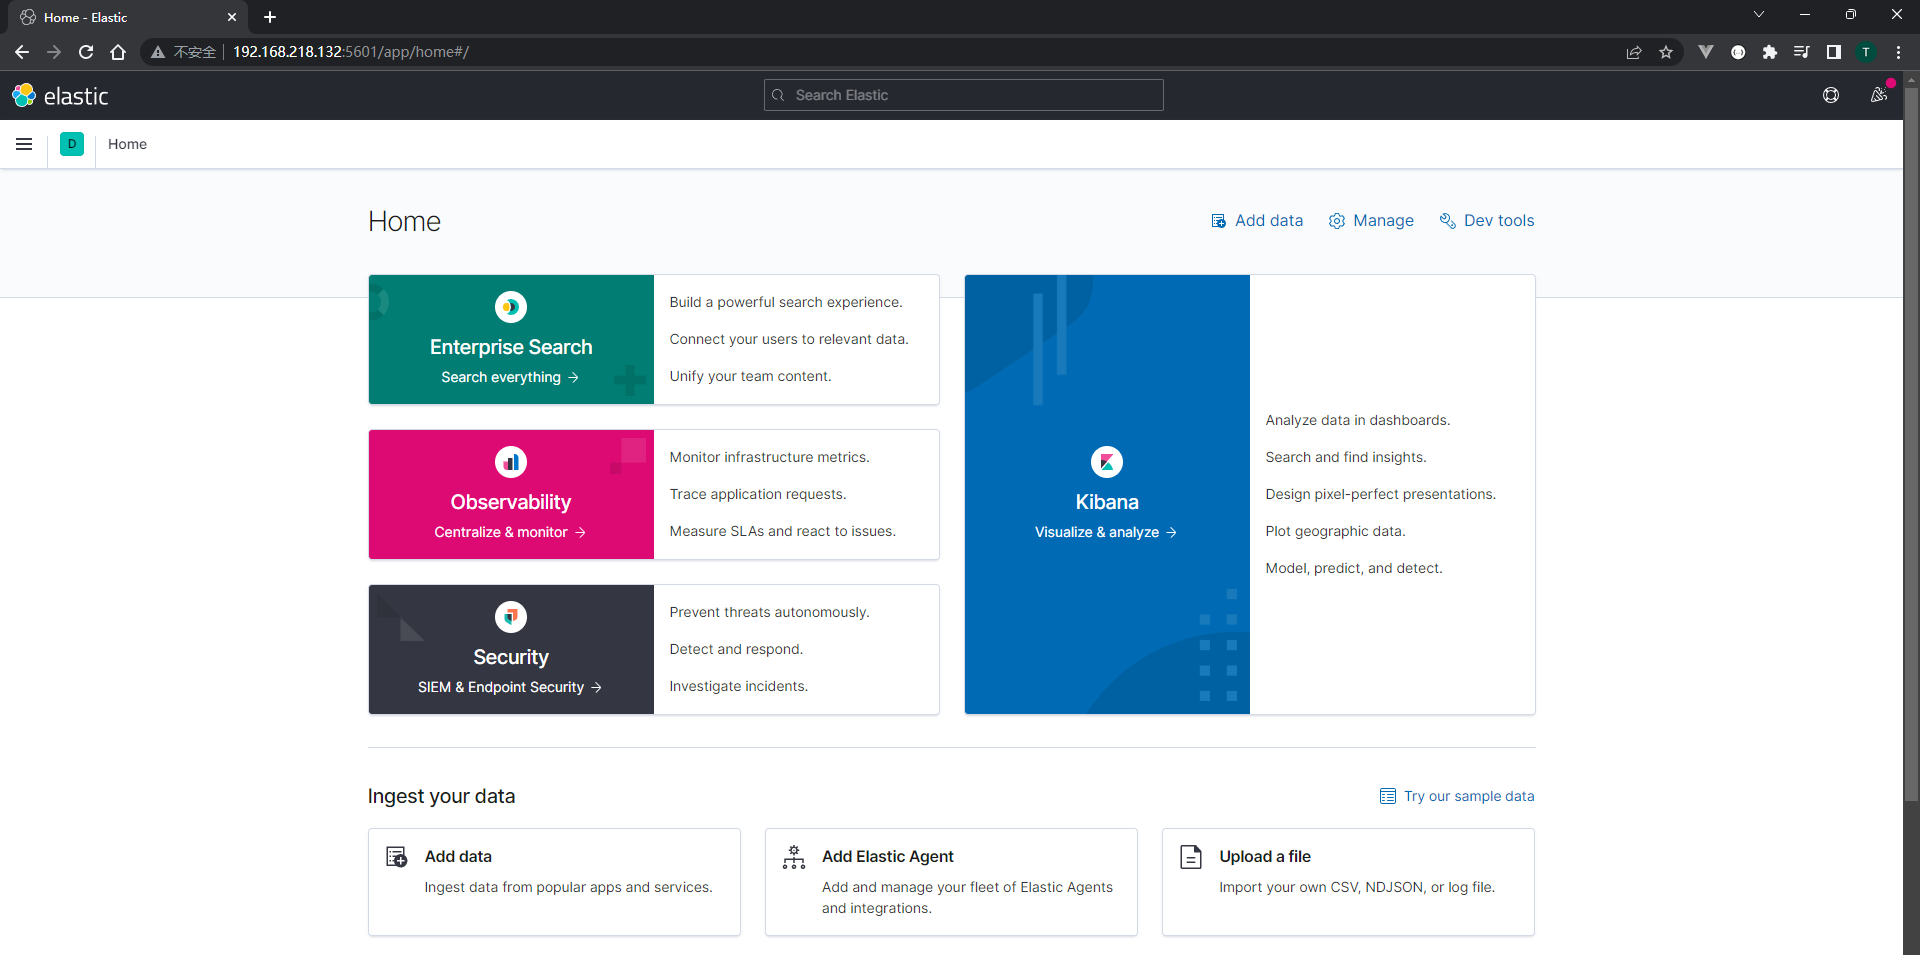 Home - Elastic
不安全 192.168.218.132:5601/app/home#/
T
elastic
Search Elastic
D
Home
Home
Add data
Manage
Dev tools
Enterprise Search
Search everything →
Build a powerful search experience.
Connect your users to relevant data.
Unify your team content.
Observability
Centralize & monitor →
Monitor infrastructure metrics.
Trace application requests.
Measure SLAs and react to issues.
Security
SIEM & Endpoint Security →
Prevent threats autonomously.
Detect and respond.
Investigate incidents.
Kibana
Visualize & analyze →
Analyze data in dashboards.
Search and find insights.
Design pixel-perfect presentations.
Plot geographic data.
Model, predict, and detect.
Ingest your data
Try our sample data
Add data
Ingest data from popular apps and services.
Add Elastic Agent
Add and manage your fleet of Elastic Agents
and integrations.
Upload a file
Import your own CSV, NDJSON, or log file.